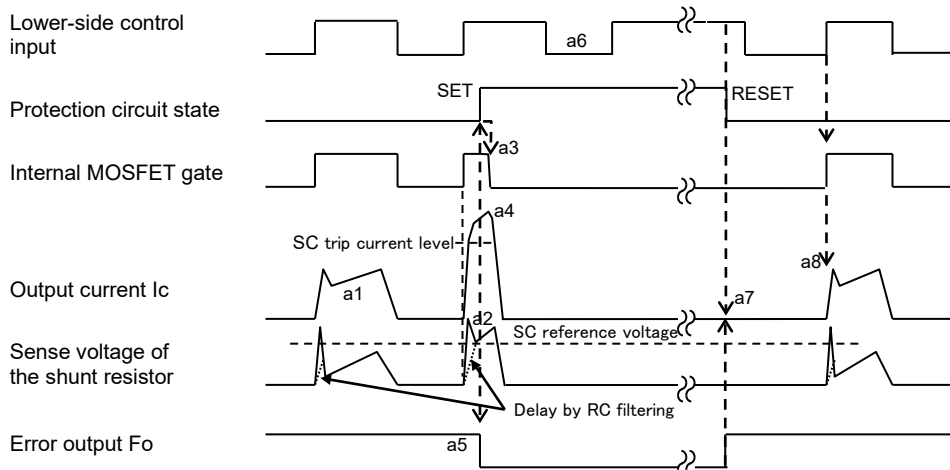 Lower-side control
input
a6
SET
RESET
Protection circuit state
a3
Internal MOSFET gate
a4
SC trip current level
a8
Output current Ic
a1
a7
a2
SC reference voltage
Sense voltage of
the shunt resistor
Delay by RC filtering
Error output Fo
a5